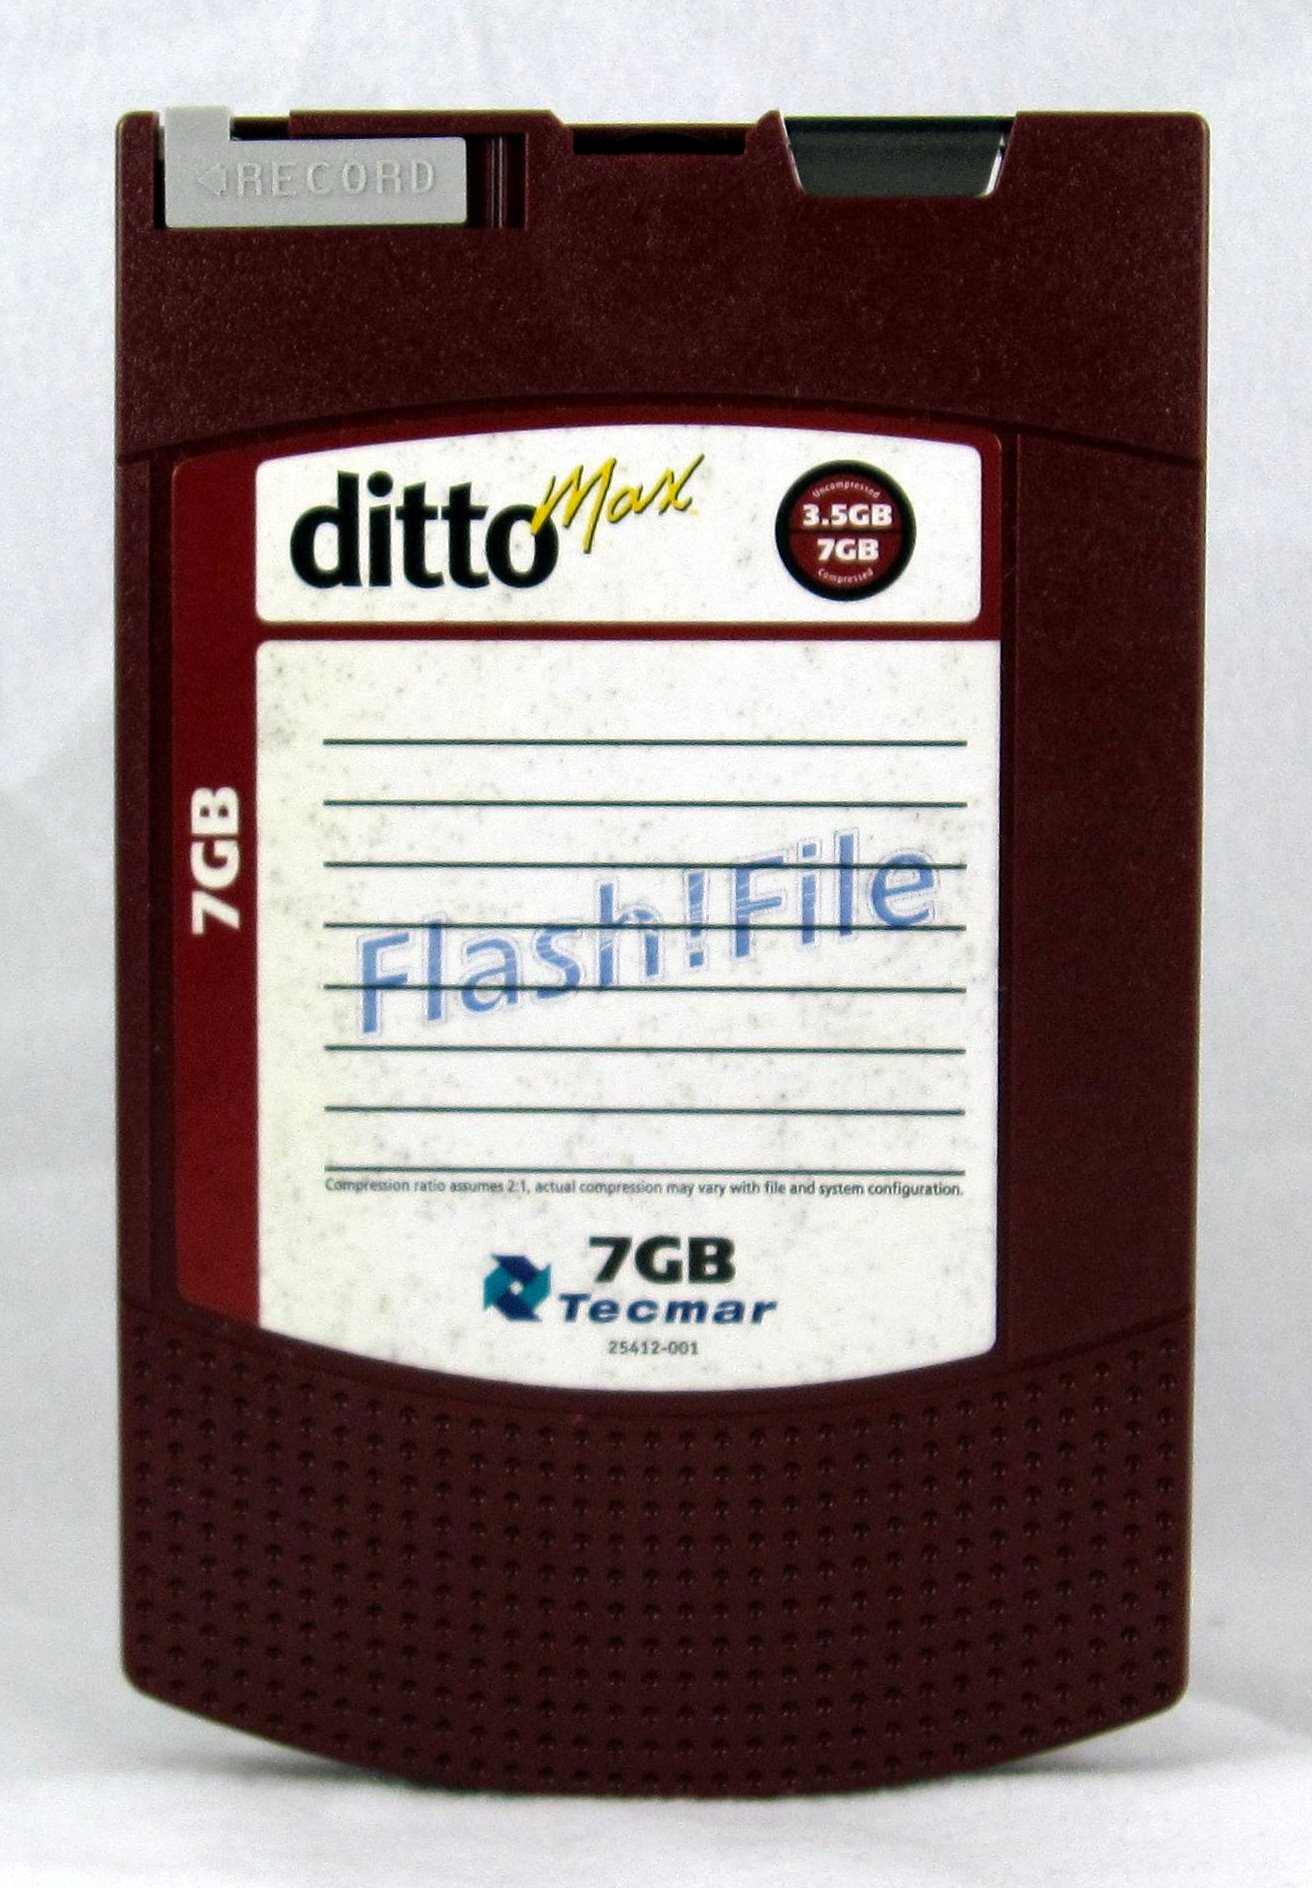 RECORD
ditto Max
Uncompressed
3.5GB
7GB
Compressed
7GB
Flash!File
Compression ratio assumes 2:1, actual compression may vary with file and system configuration.
7GB
Tecmar
25412-001